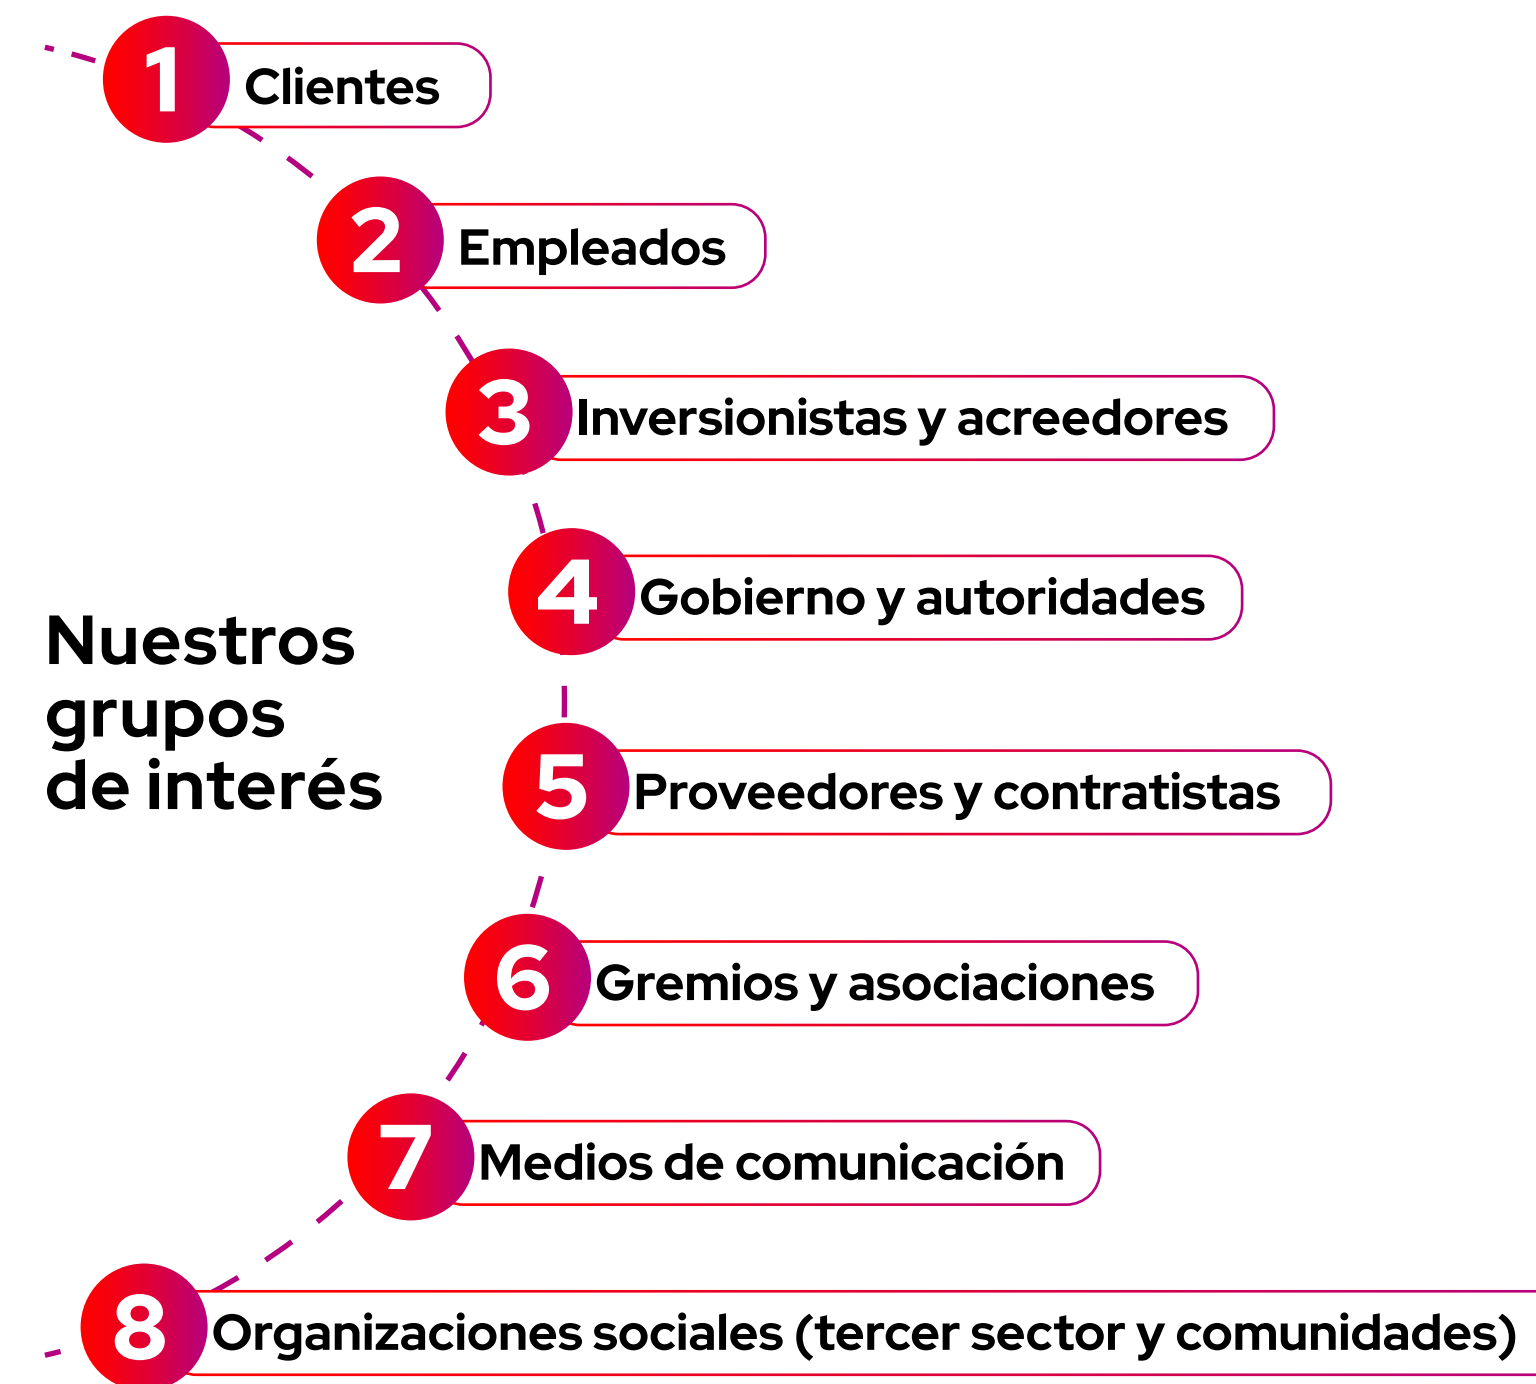 1 Clientes
2 Empleados
3 Inversionistas y acreedores
4 Gobierno y autoridades
Nuestros
grupos
de interés
5 Proveedores y contratistas
6 Gremios y asociaciones
7 Medios de comunicación
8 Organizaciones sociales (tercer sector y comunidades)